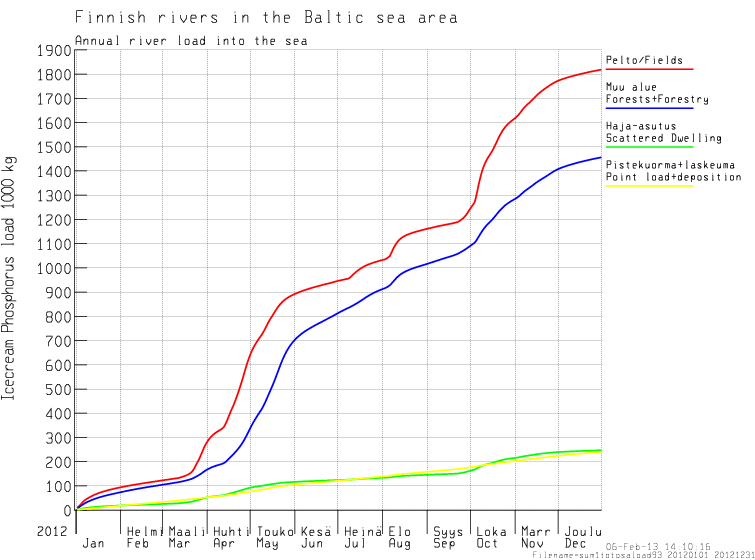 Finnish rivers in the Baltic sea area
Annual river load into the sea
Icecream Phosphorus load 1000 kg
1900
1800
1700
1600
1500
1400
1300
1200
1100
1000
900
800
700
600
500
400
300
200
100
0
Pelto/Fields
Muu alue
Forests+Forestry
Haja-asutus
Scattered Dwelling
Pistekuorma+laskeuma
Point load+deposition
2012 Helmi Maali Huhti Touko Kesä Heinä Elo Syys Loka Marr Joulu
Jan Feb Mar Apr May Jun Jul Aug Sep Oct Nov Dec
06-Feb-13 14:10:16